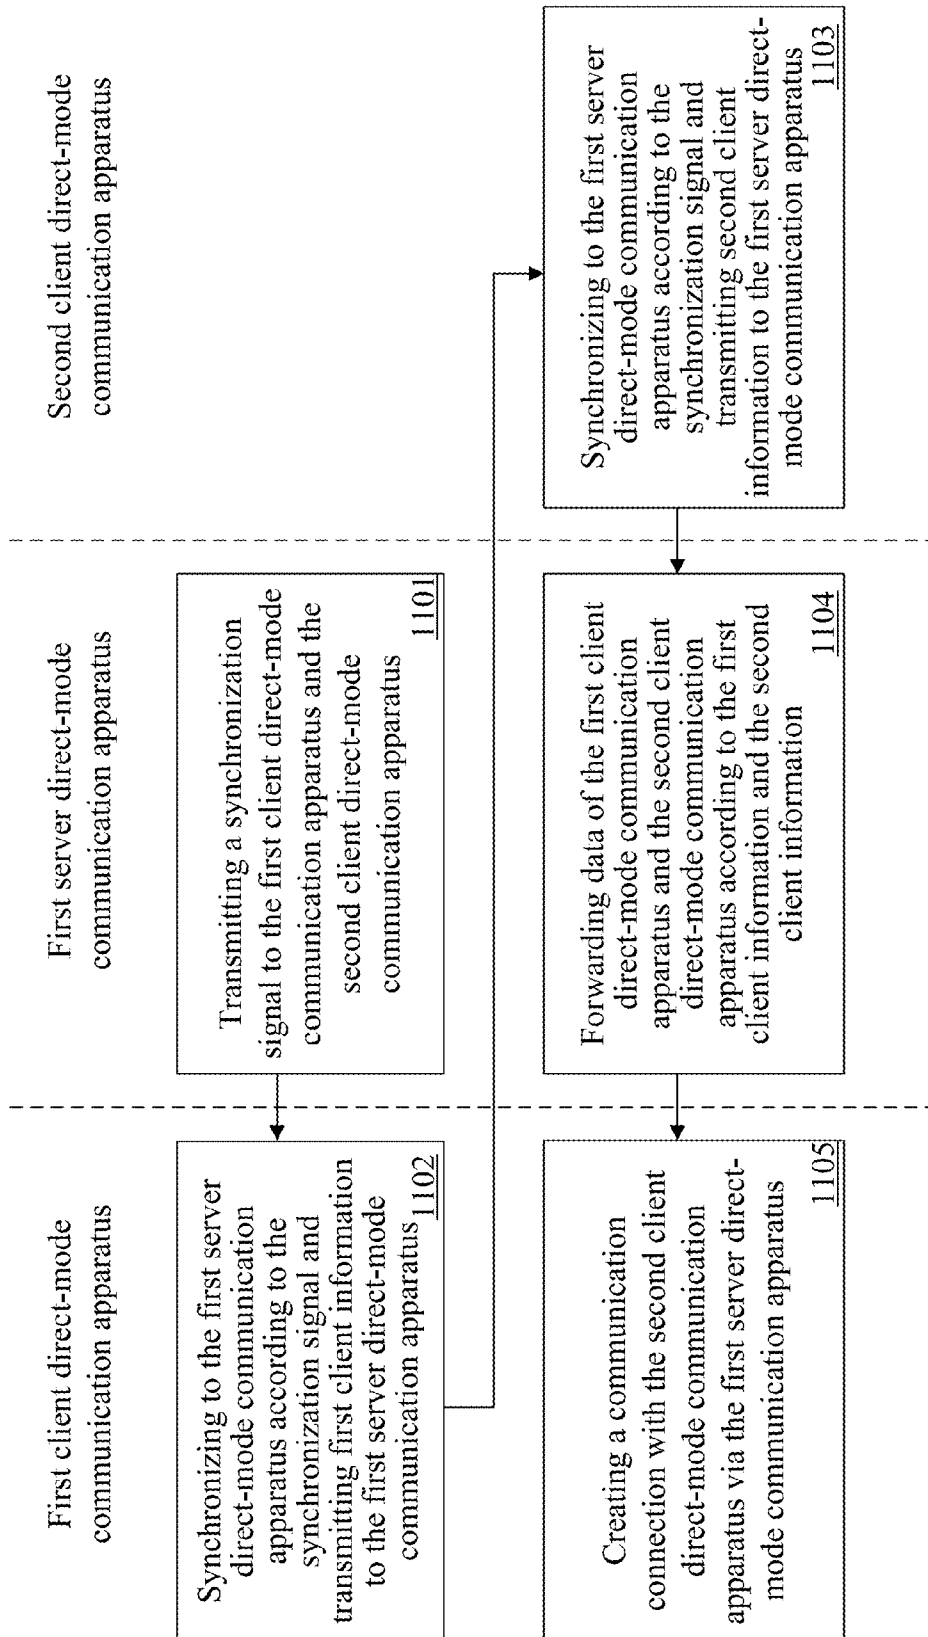 First client direct-mode
communication apparatus
First server direct-mode
communication apparatus
Second client direct-mode
communication apparatus
Transmitting a synchronization
signal to the first client direct-mode
communication apparatus and the
second client direct-mode
communication apparatus
1101
Synchronizing to the first server
direct-mode communication
apparatus according to the
synchronization signal and
transmitting first client information
to the first server direct-mode
communication apparatus
1102
Synchronizing to the first server
direct-mode communication
apparatus according to the
synchronization signal and
transmitting second client
information to the first server direct-
mode communication apparatus
1103
Forwarding data of the first client
direct-mode communication
apparatus and the second client
direct-mode communication
apparatus according to the first
client information and the second
client information
1104
Creating a communication
connection with the second client
direct-mode communication
apparatus via the first server direct-
mode communication apparatus
1105